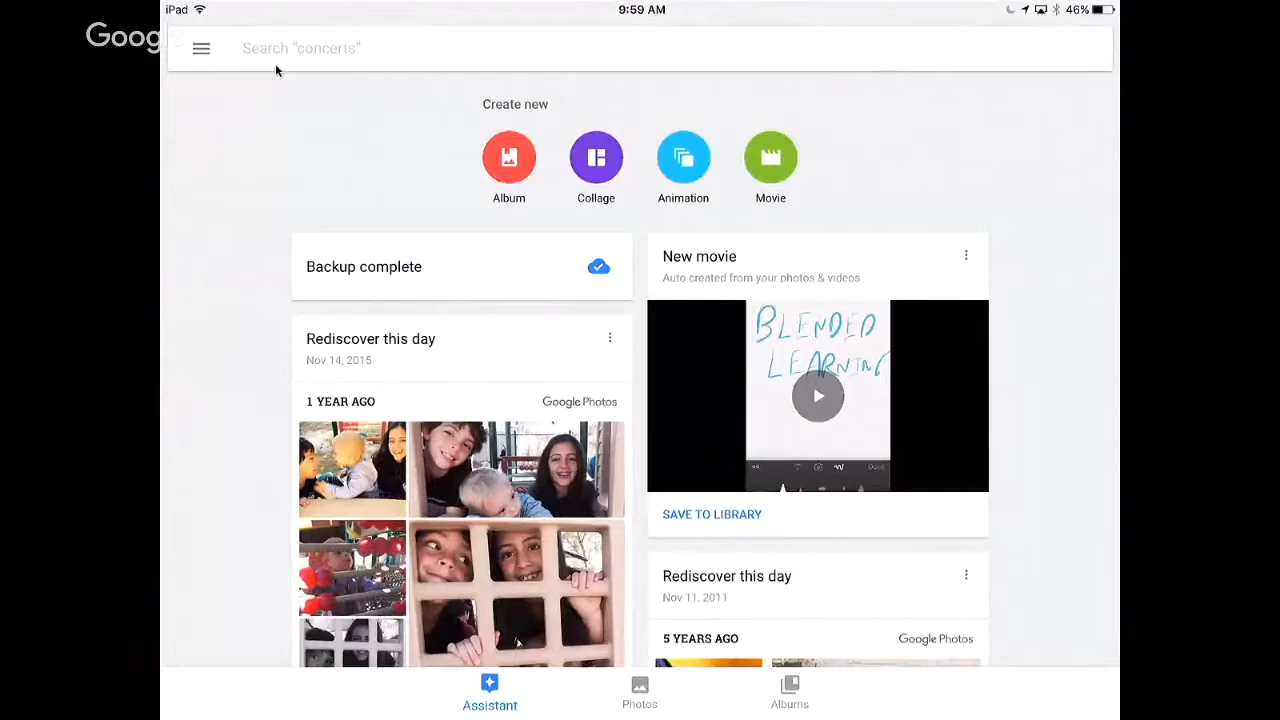 iPad 9:59 AM 46%
Goog
Search "concerts"
Create new
Album Collage Animation Movie
Backup complete
Rediscover this day
Nov 14, 2015
1 YEAR AGO Google Photos
New movie
Auto created from your photos & videos
BLENDED
LEARNING
T Done
SAVE TO LIBRARY
Rediscover this day
Nov 11, 2011
5 YEARS AGO Google Photos
Assistant Photos Albums